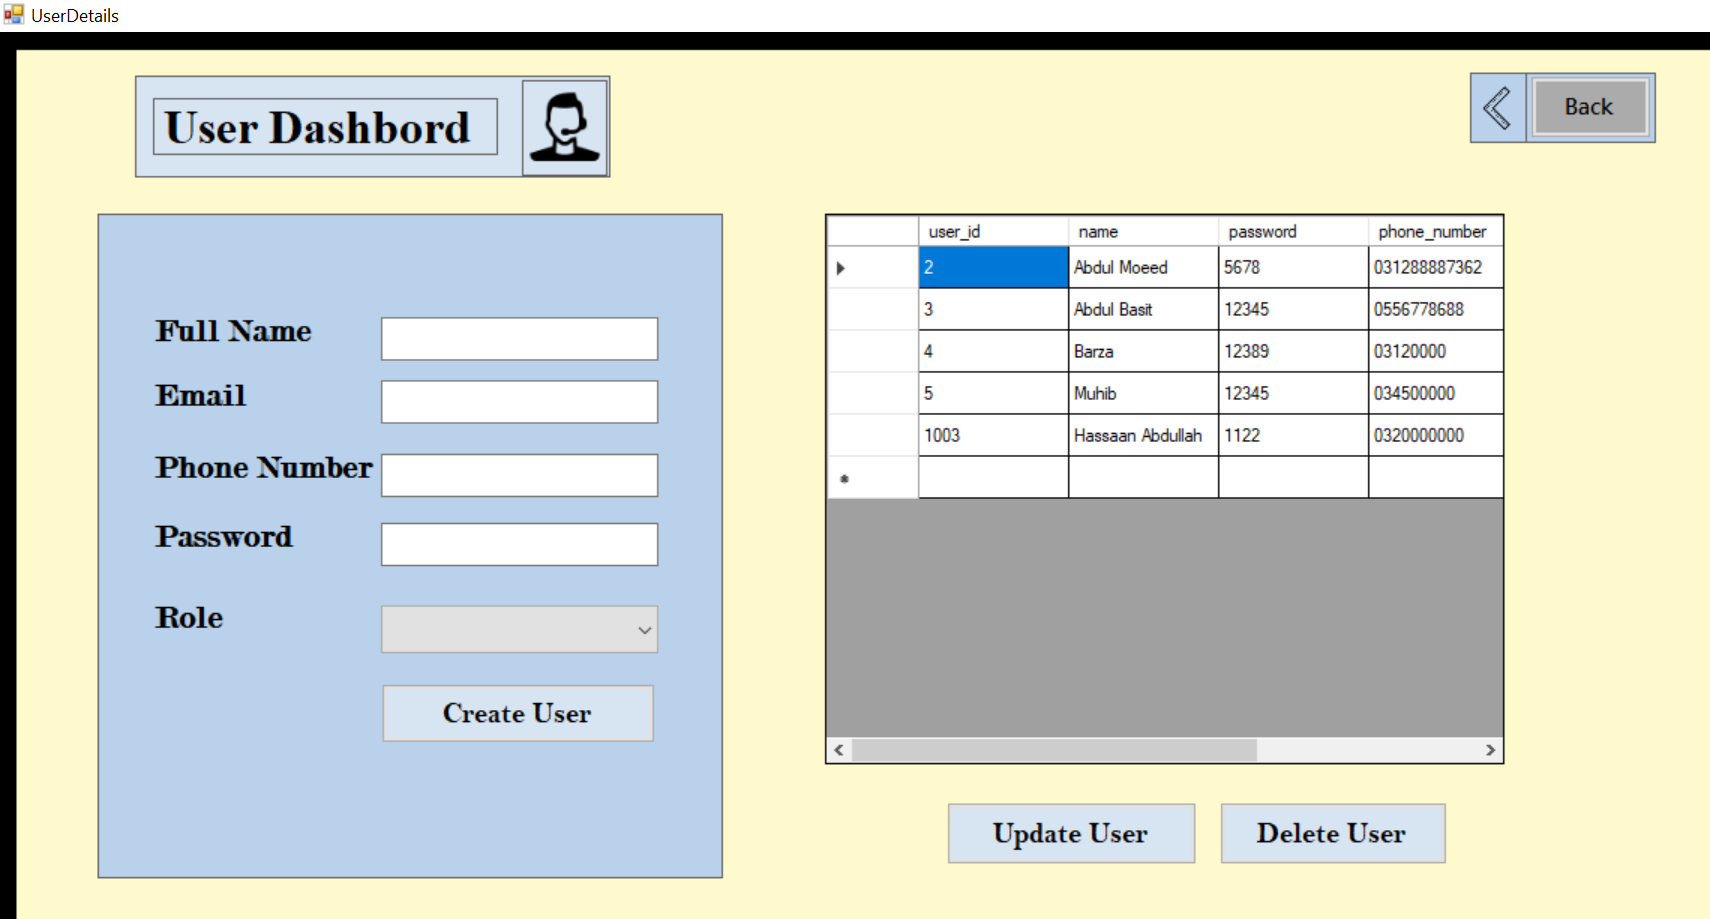 UserDetails
User Dashbord
Back
Full Name
Email
Phone Number
Password
Role
Create User
user_id name password phone_number
2 Abdul Moeed 5678 031288887362
3 Abdul Basit 12345 0556778688
4 Barza 12389 03120000
5 Muhib 12345 034500000
1003 Hassaan Abdullah 1122 0320000000
Update User Delete User